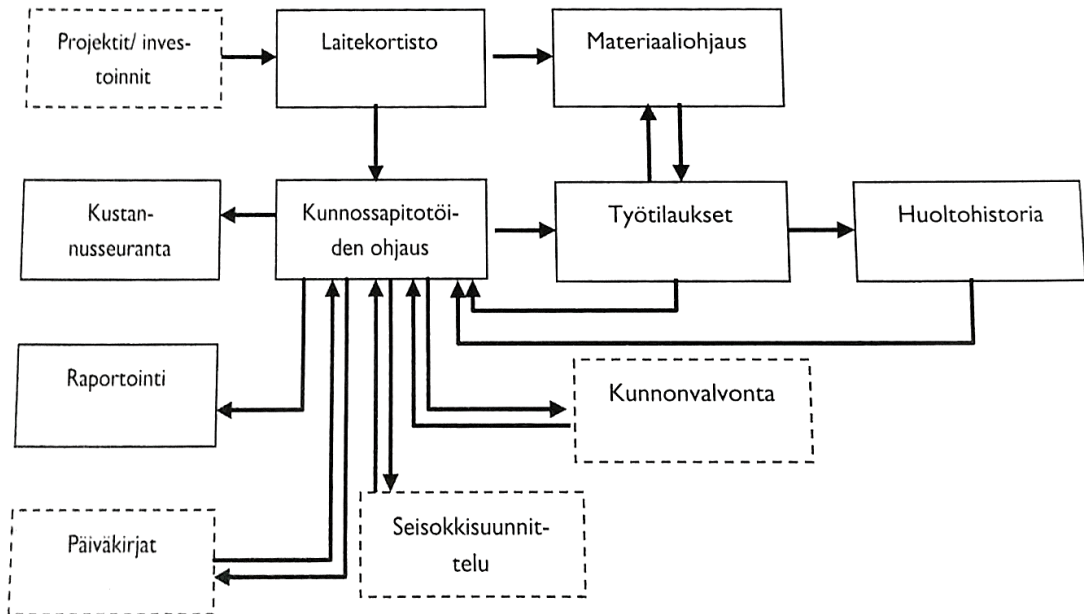 Projektit/ inves-
toinnit
Laitekortisto
Materiaaliohjaus
Kustan-
nusseuranta
Kunnossapitotöi-
den ohjaus
Työtilaukset
Huoltohistoria
Raportointi
Kunnonvalvonta
Päiväkirjat
Seisokkisuunnit-
telu